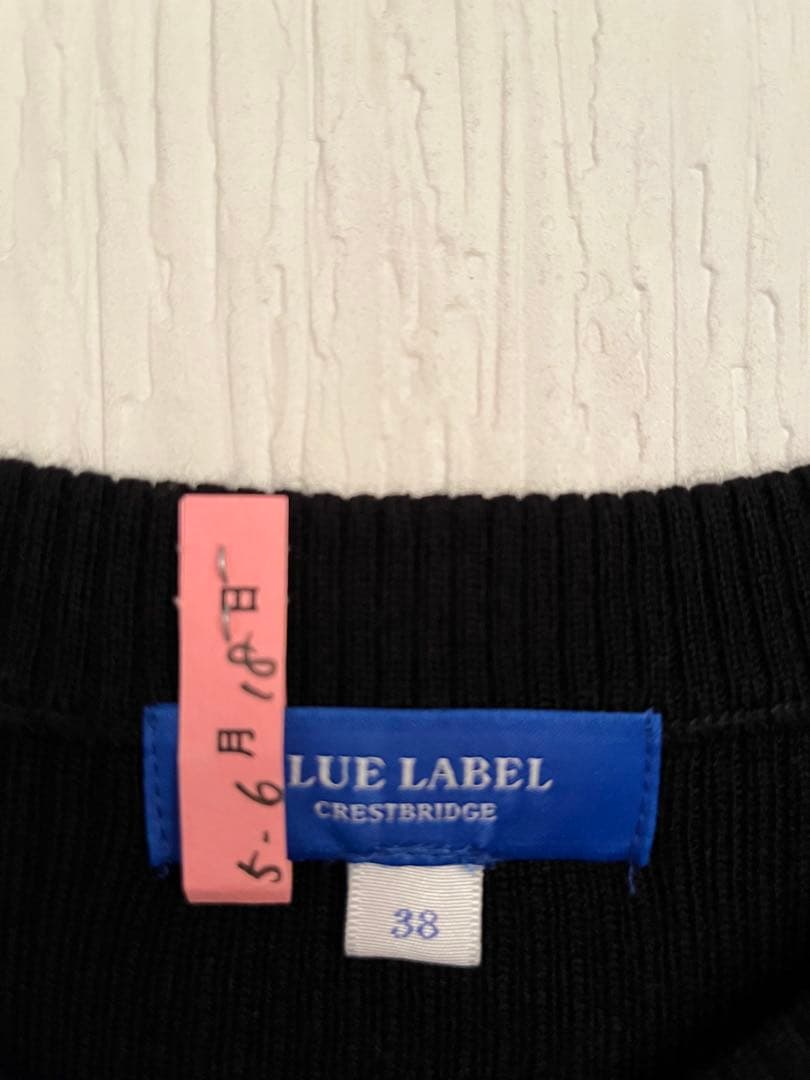 5-6月18日
LUE LABEL
CRESTBRIDGE
38